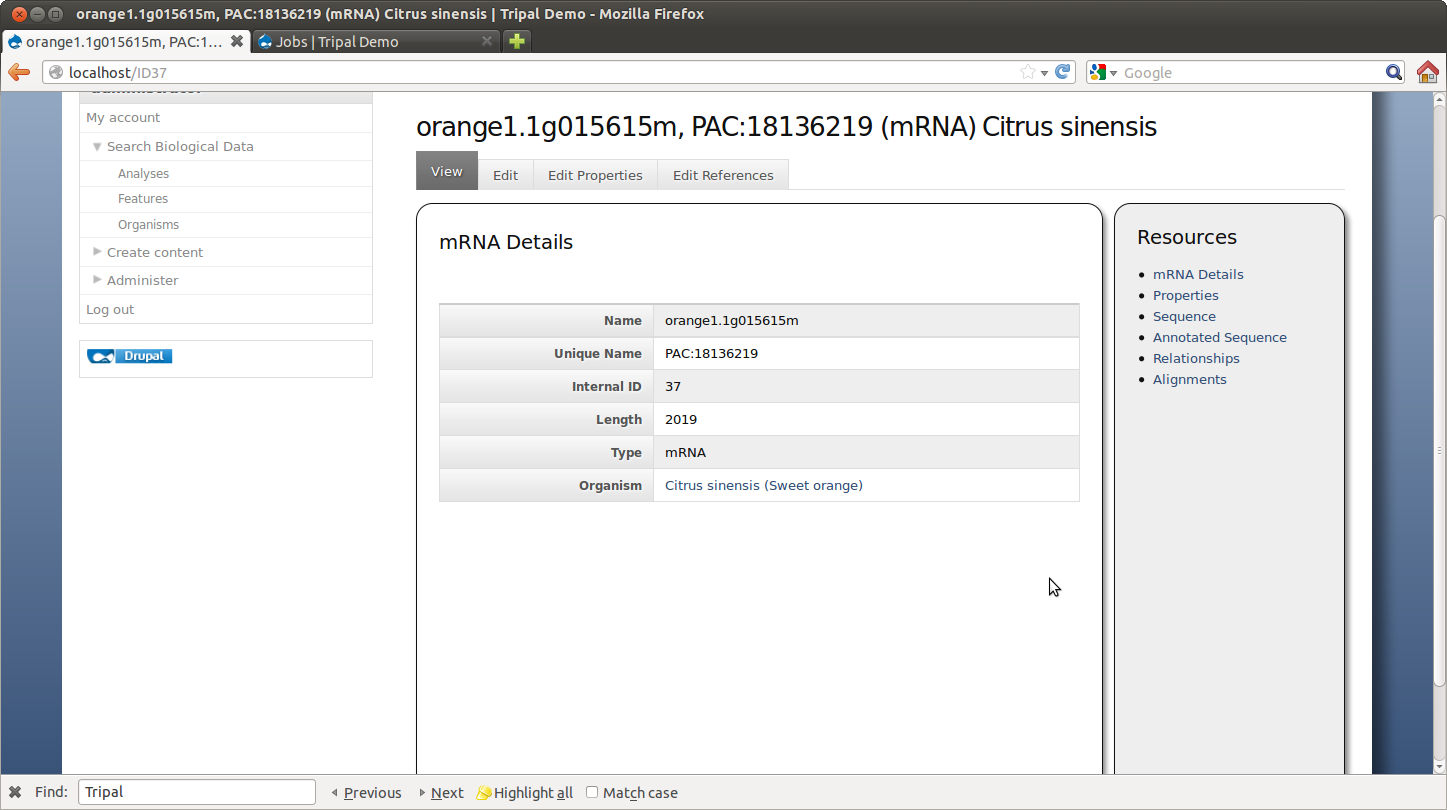 orange1.1g015615m, PAC:18136219 (mRNA) Citrus sinensis | Tripal Demo - Mozilla Firefox
orange1.1g015615m, PAC:1... Jobs | Tripal Demo
localhost/ID37 Google
My account
Search Biological Data
Analyses
Features
Organisms
Create content
Administer
Log out
Drupal
orange1.1g015615m, PAC:18136219 (mRNA) Citrus sinensis
View Edit Edit Properties Edit References
mRNA Details
Name orange1.1g015615m
Unique Name PAC:18136219
Internal ID 37
Length 2019
Type mRNA
Organism Citrus sinensis (Sweet orange)
Resources
mRNA Details
Properties
Sequence
Annotated Sequence
Relationships
Alignments
Find: Tripal Previous Next Highlight all Match case